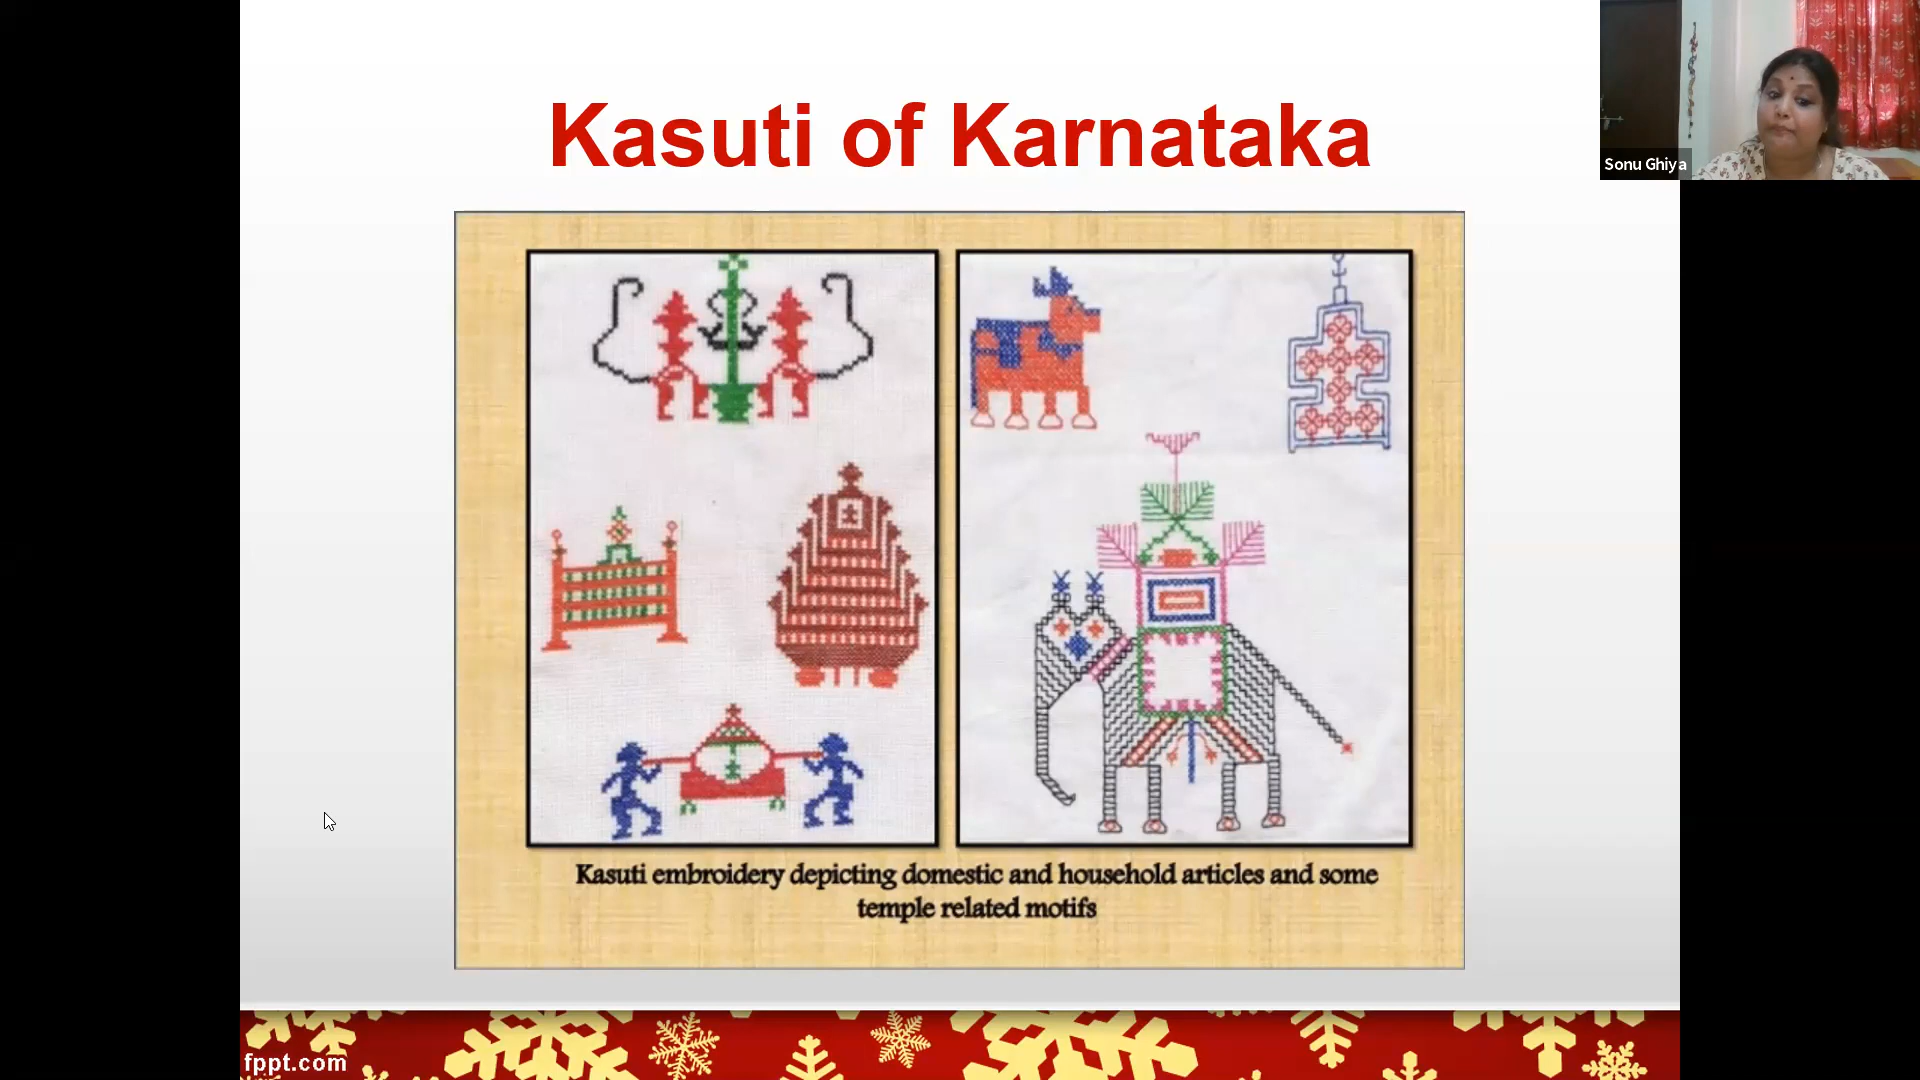 Kasuti of Karnataka
Sonu Ghiya
Kasuti embroidery depicting domestic and household articles and some
temple related motifs
fppt.com